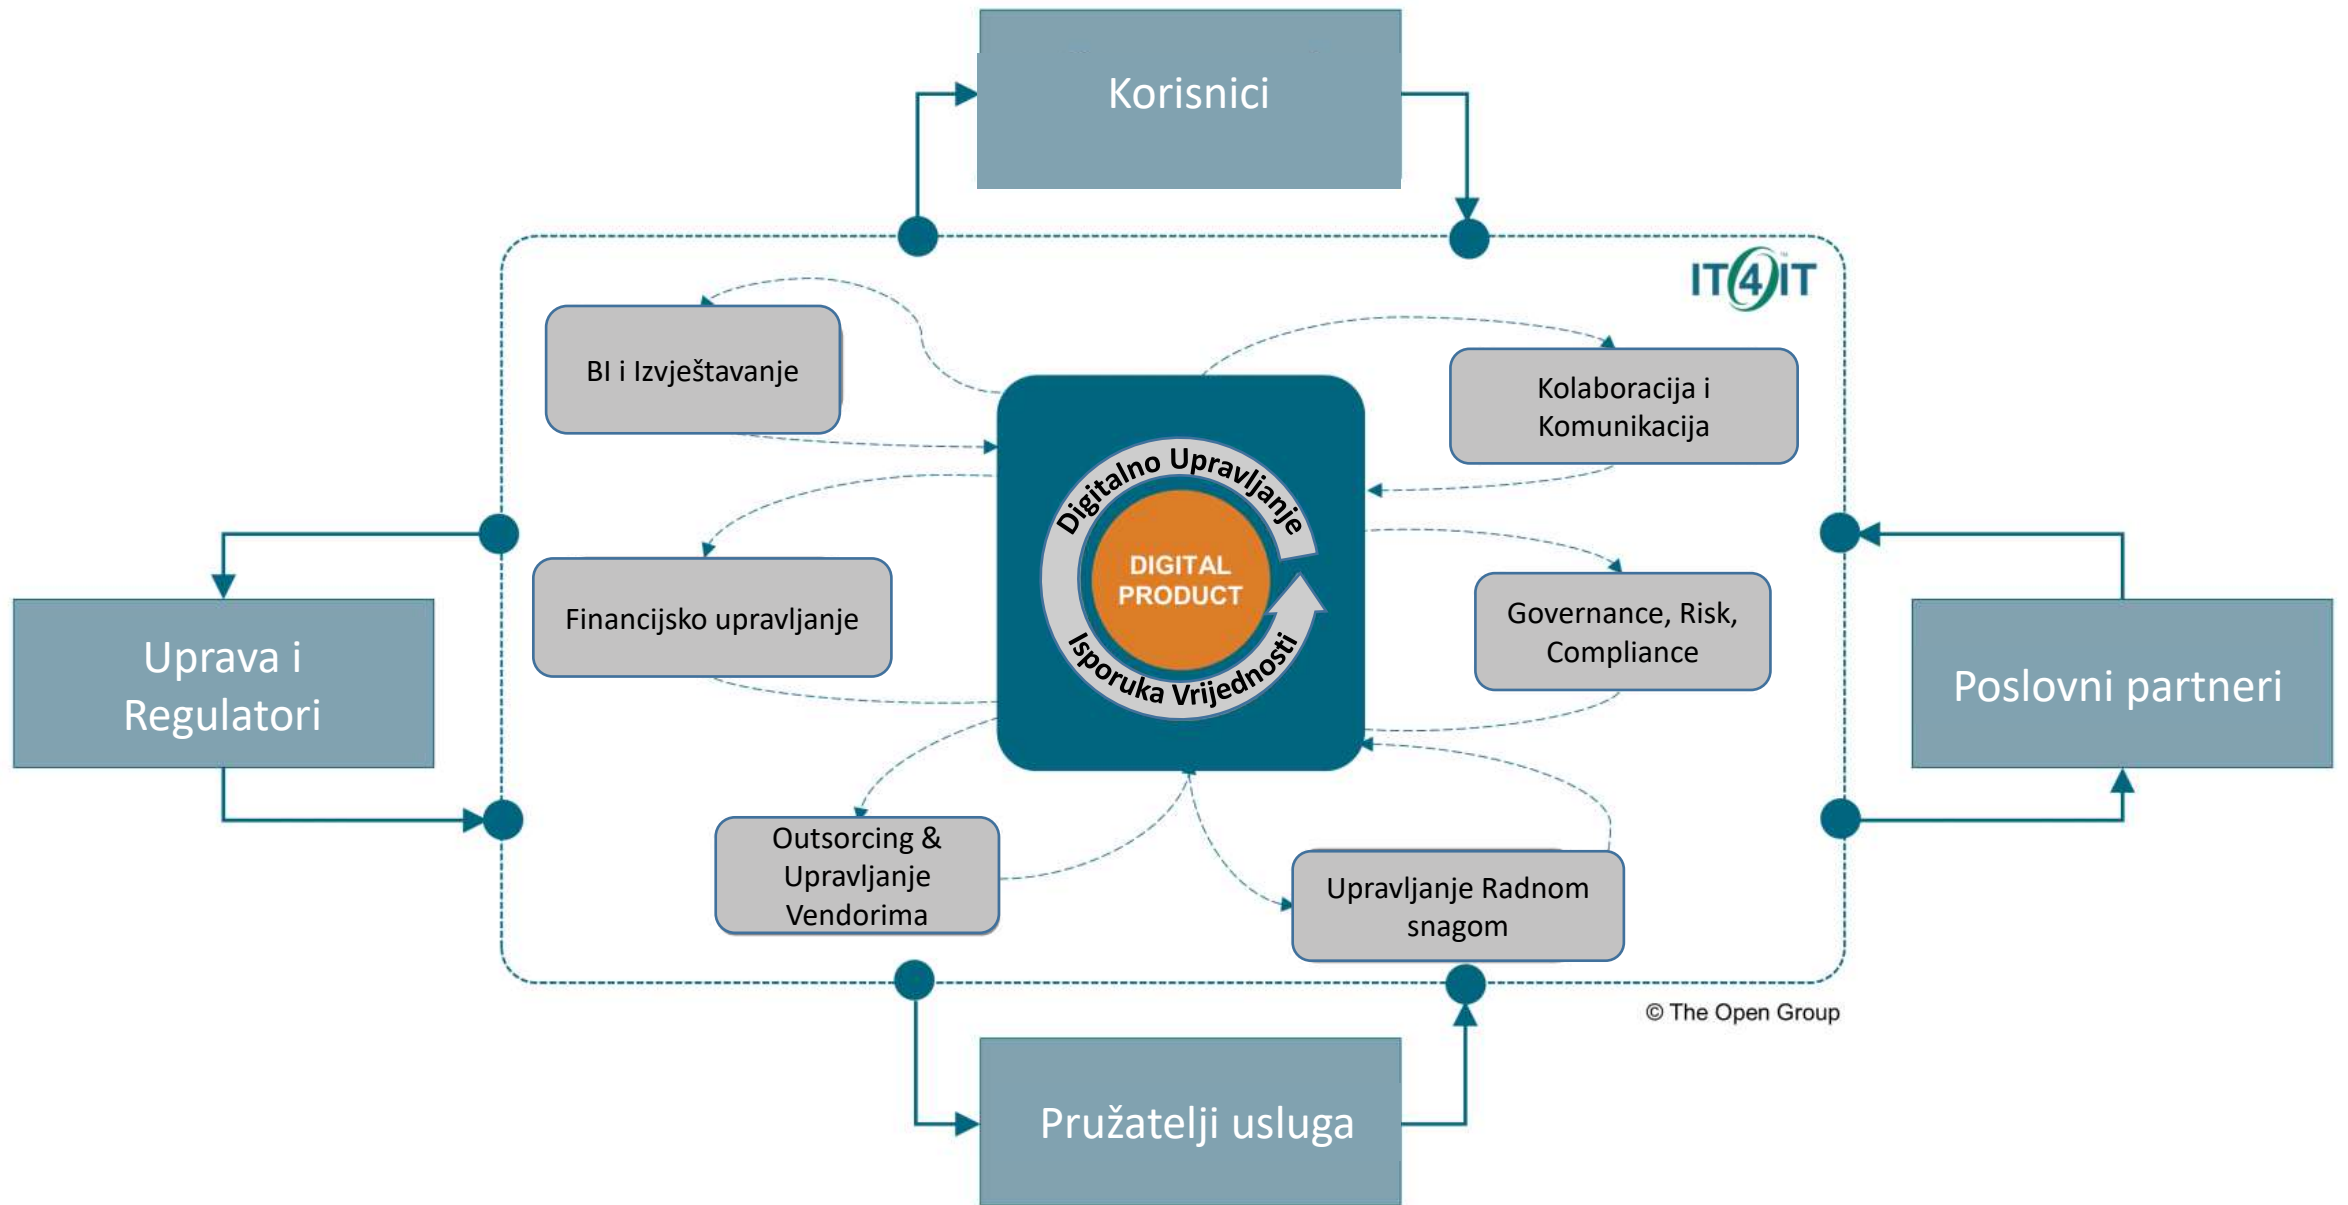 Korisnici
IT4IT™
BI i Izvještavanje
Kolaboracija i
Komunikacija
Digitalno Upravljanje
DIGITAL
PRODUCT
Isporuka Vrijednosti
Financijsko upravljanje
Governance, Risk,
Compliance
Uprava i
Regulatori
Poslovni partneri
Outsorcing &
Upravljanje
Vendorima
Upravljanje Radnom
snagom
© The Open Group
Pružatelji usluga